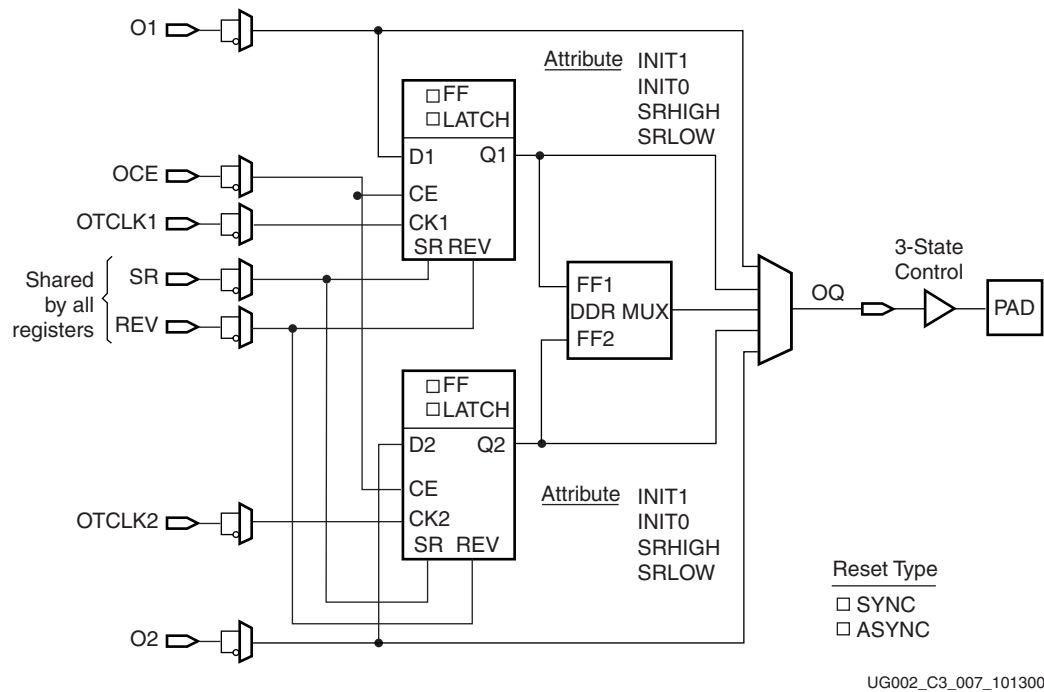 O1
Attribute INIT1
INIT0
SRHIGH
SRLOW
□ FF
□ LATCH
D1 Q1
OCE
CE
OTCLK1
CK1
SR REV
Shared
by all
registers
SR
REV
FF1
DDR MUX
FF2
3-State
Control
OQ
PAD
□ FF
□ LATCH
D2 Q2
CE
Attribute INIT1
INIT0
SRHIGH
SRLOW
OTCLK2
CK2
SR REV
Reset Type
□ SYNC
□ ASYNC
O2
UG002_C3_007_101300